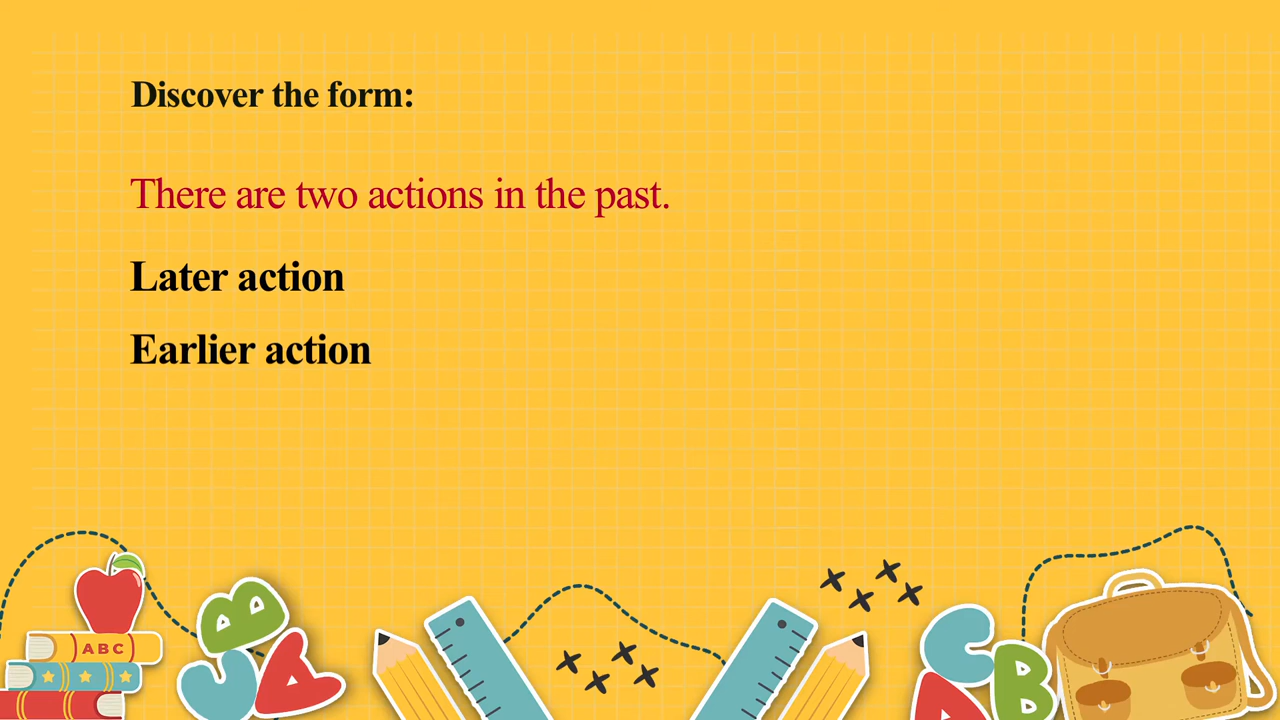 Discover the form:
There are two actions in the past.
Later action
Earlier action
ABC
B
C
A
C
B
A